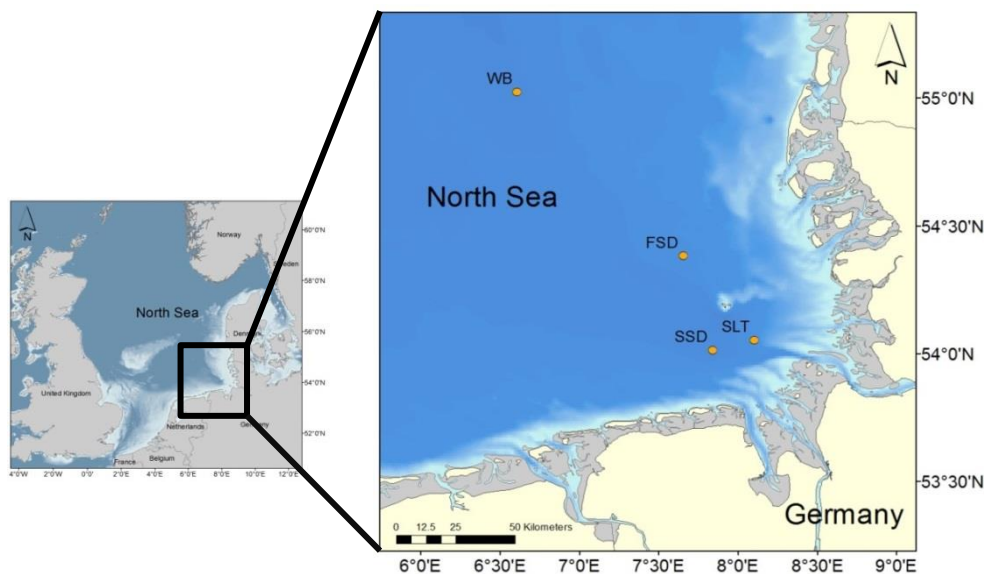 N
North Sea
Norway
Sweden
Denmark
United Kingdom
Netherlands
Germany
Belgium
France
60°0'N
58°0'N
56°0'N
54°0'N
52°0'N
4°0'W
2°0'W
0°0'
2°0'E
4°0'E
6°0'E
8°0'E
10°0'E
12°0'E
N
WB
North Sea
FSD
SLT
SSD
Germany
0 12.5 25 50 Kilometers
55°0'N
54°30'N
54°0'N
53°30'N
6°0'E
6°30'E
7°0'E
7°30'E
8°0'E
8°30'E
9°0'E